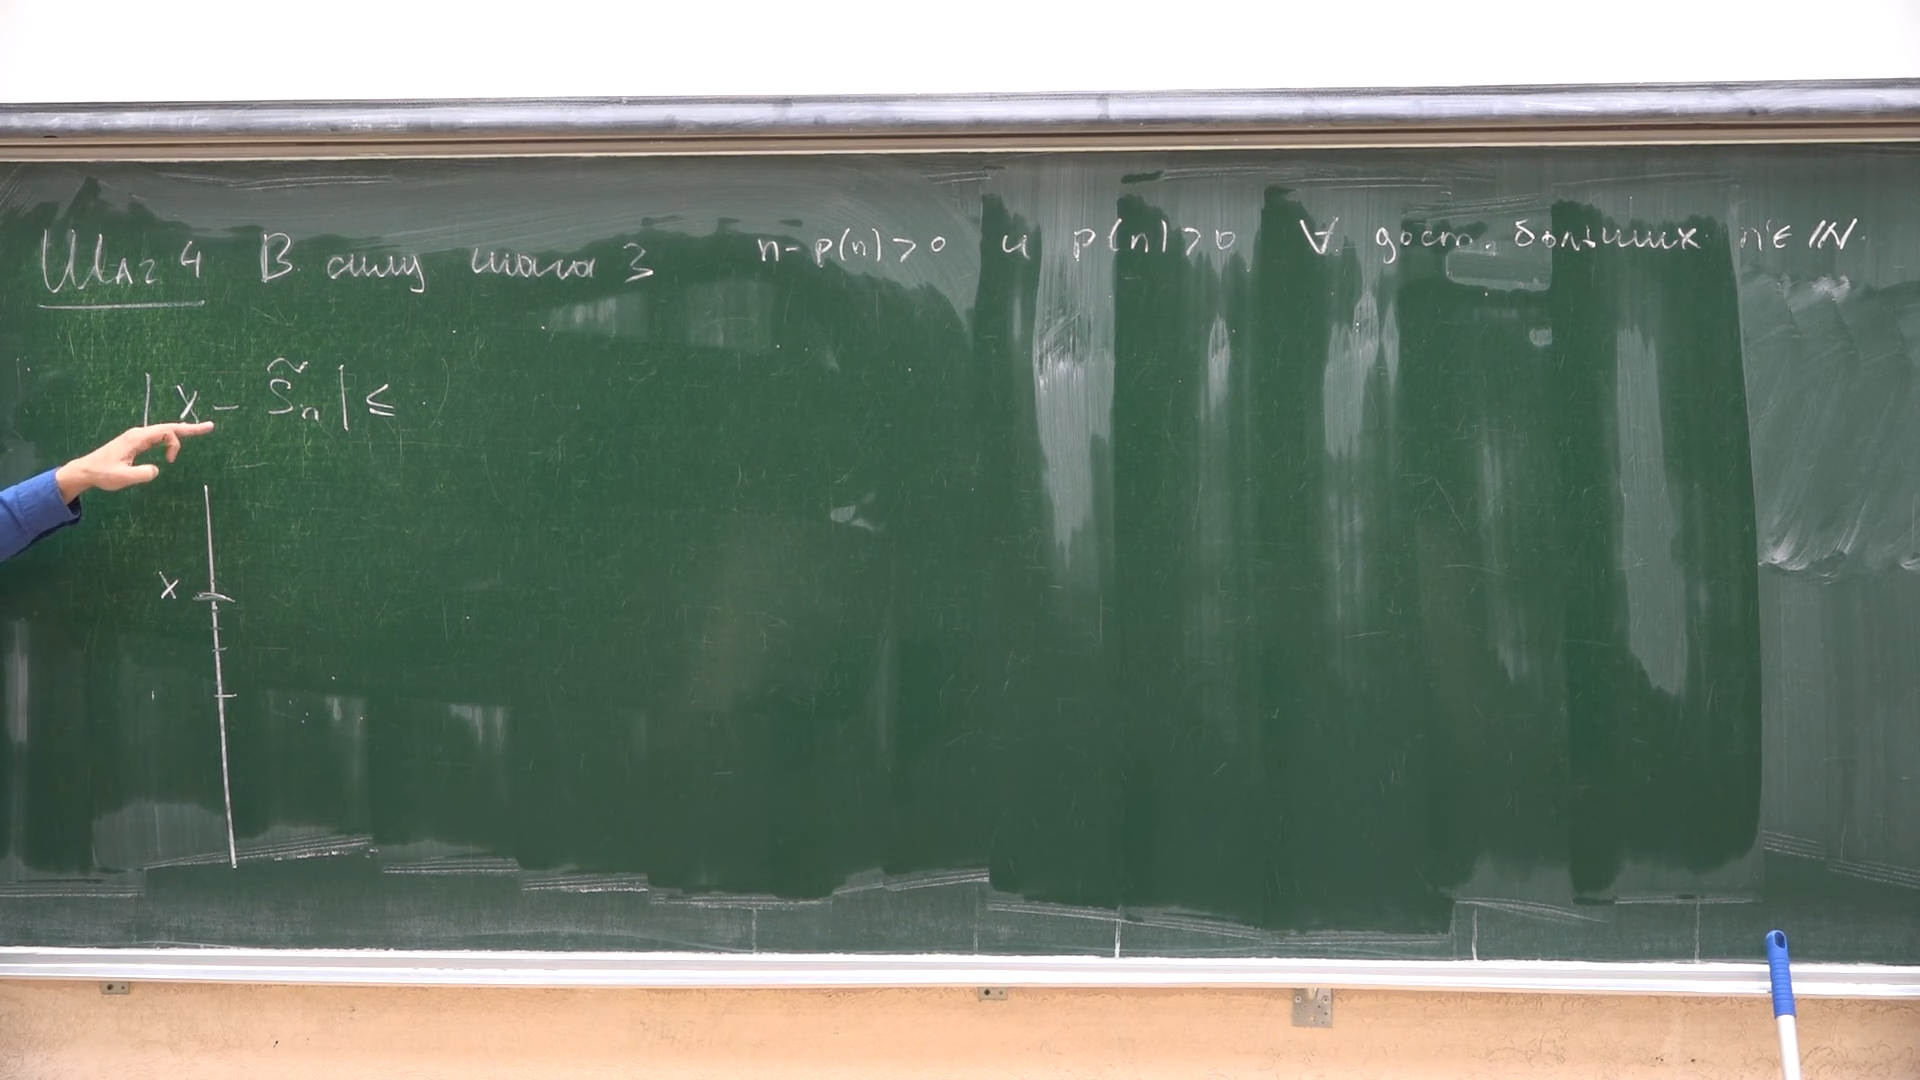 Шаг 4 В силу шага 3 n-p(n)>0 и p(n)>0 ∀ дост. больших n∈ℕ.
|x - S̃ₙ| ≤
x